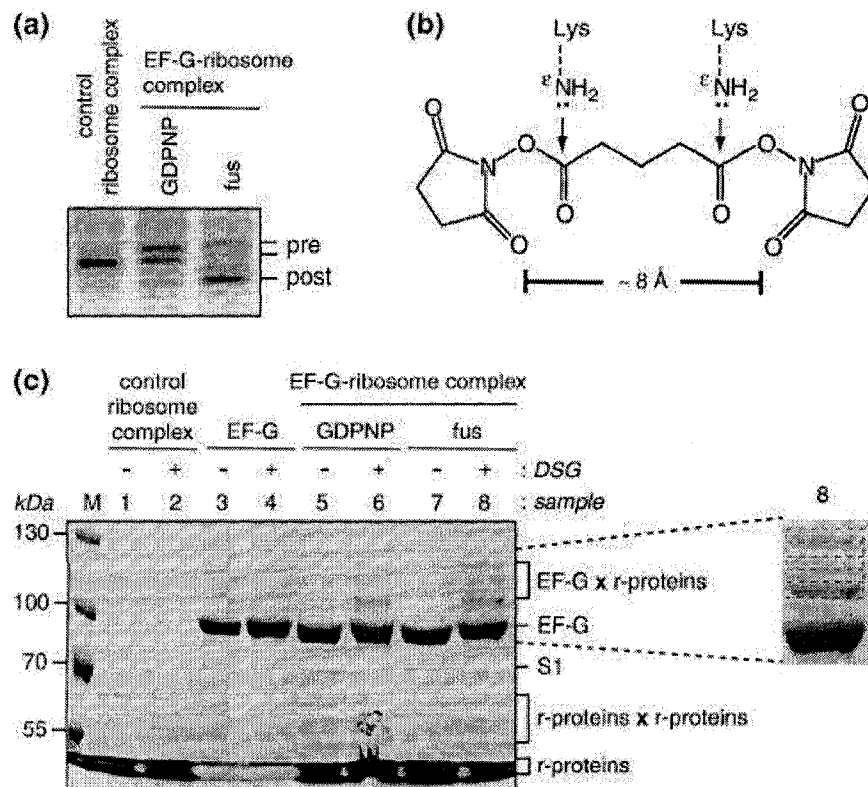 (a)
EF-G-ribosome
complex
control
ribosome complex
GDPNP
fus
pre
post
(b)
Lys Lys
εNH2 εNH2
O O O O
N N
O O O O
~ 8 Å
(c)
control
ribosome
complex
EF-G
EF-G-ribosome complex
GDPNP fus
- + - + - + - + : DSG
kDa M 1 2 3 4 5 6 7 8 : sample
8
130
100
70
55
EF-G x r-proteins
EF-G
S1
r-proteins x r-proteins
r-proteins